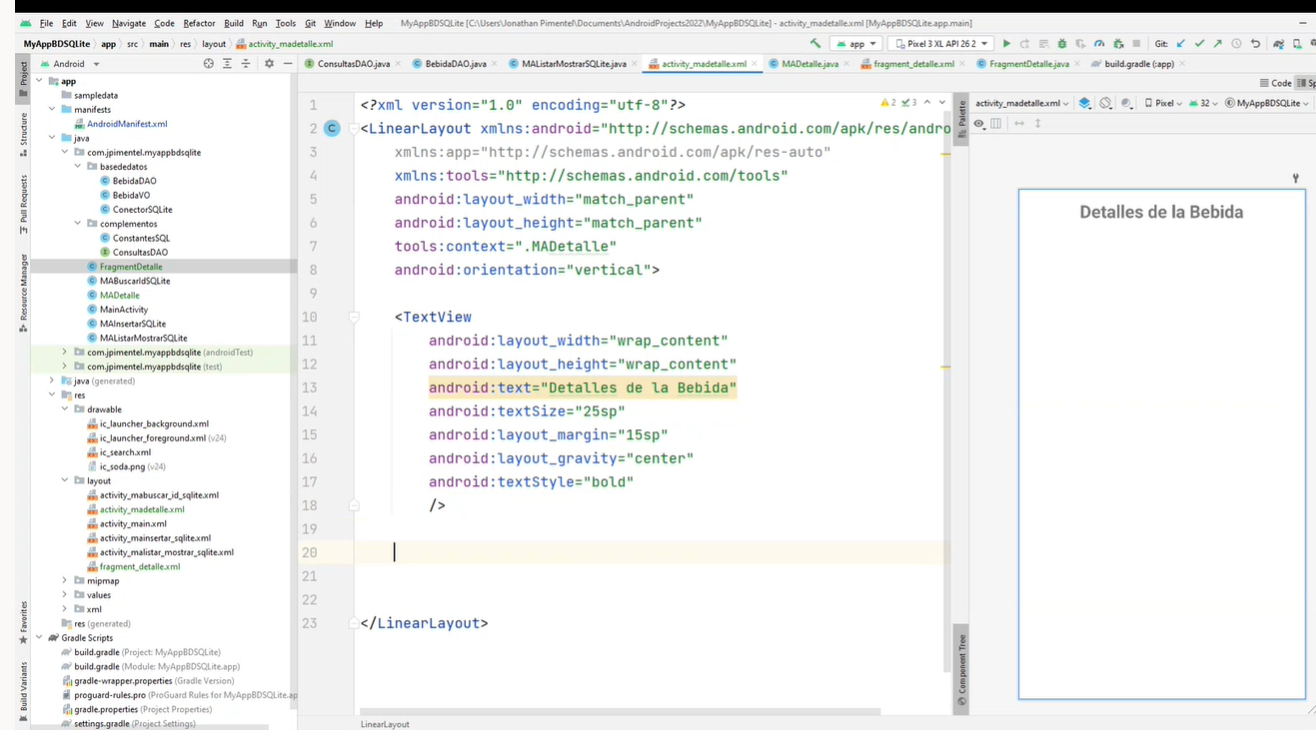 File Edit View Navigate Code Refactor Build Run Tools Git Window Help MyAppBDSQLite [C:\Users\Jonathan Pimentel\Documents\AndroidProjects2022\MyAppBDSQLite] - activity_madetalle.xml [MyAppBDSQLite.app.main]
MyAppBDSQLite app src main res layout activity_madetalle.xml app Pixel 3 XL API 26 2 Git:
Android ConsultasDAO.java BebidaDAO.java MAListarMostrarSQLite.java activity_madetalle.xml MADetalle.java fragment_detalle.xml FragmentDetalle.java build.gradle (:app)
Code Sp
Project
Structure
Pull Requests
Resource Manager
Favorites
Build Variants
app
sampledata
manifests
AndroidManifest.xml
java
com.jpimentel.myappbdsqlite
basededatos
BebidaDAO
BebidaVO
ConectorSQLite
complementos
ConstantesSQL
ConsultasDAO
FragmentDetalle
MABuscarIdSQLite
MADetalle
MainActivity
MAInsertarSQLite
MAListarMostrarSQLite
com.jpimentel.myappbdsqlite (androidTest)
com.jpimentel.myappbdsqlite (test)
java (generated)
res
drawable
ic_launcher_background.xml
ic_launcher_foreground.xml (v24)
ic_search.xml
ic_soda.png (v24)
layout
activity_mabuscar_id_sqlite.xml
activity_madetalle.xml
activity_main.xml
activity_mainsertar_sqlite.xml
activity_malistar_mostrar_sqlite.xml
fragment_detalle.xml
mipmap
values
xml
res (generated)
Gradle Scripts
build.gradle (Project: MyAppBDSQLite)
build.gradle (Module: MyAppBDSQLite.app)
gradle-wrapper.properties (Gradle Version)
proguard-rules.pro (ProGuard Rules for MyAppBDSQLite.ap
gradle.properties (Project Properties)
settings.gradle (Project Settings)
1 <?xml version="1.0" encoding="utf-8"?> 2 3
2 <LinearLayout xmlns:android="http://schemas.android.com/apk/res/andro
3 xmlns:app="http://schemas.android.com/apk/res-auto"
4 xmlns:tools="http://schemas.android.com/tools"
5 android:layout_width="match_parent"
6 android:layout_height="match_parent"
7 tools:context=".MADetalle"
8 android:orientation="vertical">
9
10 <TextView
11 android:layout_width="wrap_content"
12 android:layout_height="wrap_content"
13 android:text="Detalles de la Bebida"
14 android:textSize="25sp"
15 android:layout_margin="15sp"
16 android:layout_gravity="center"
17 android:textStyle="bold"
18 />
19
20
21
22
23 </LinearLayout>
LinearLayout
Palette
Component Tree
activity_madetalle.xml Pixel 32 MyAppBDSQLite
Detalles de la Bebida